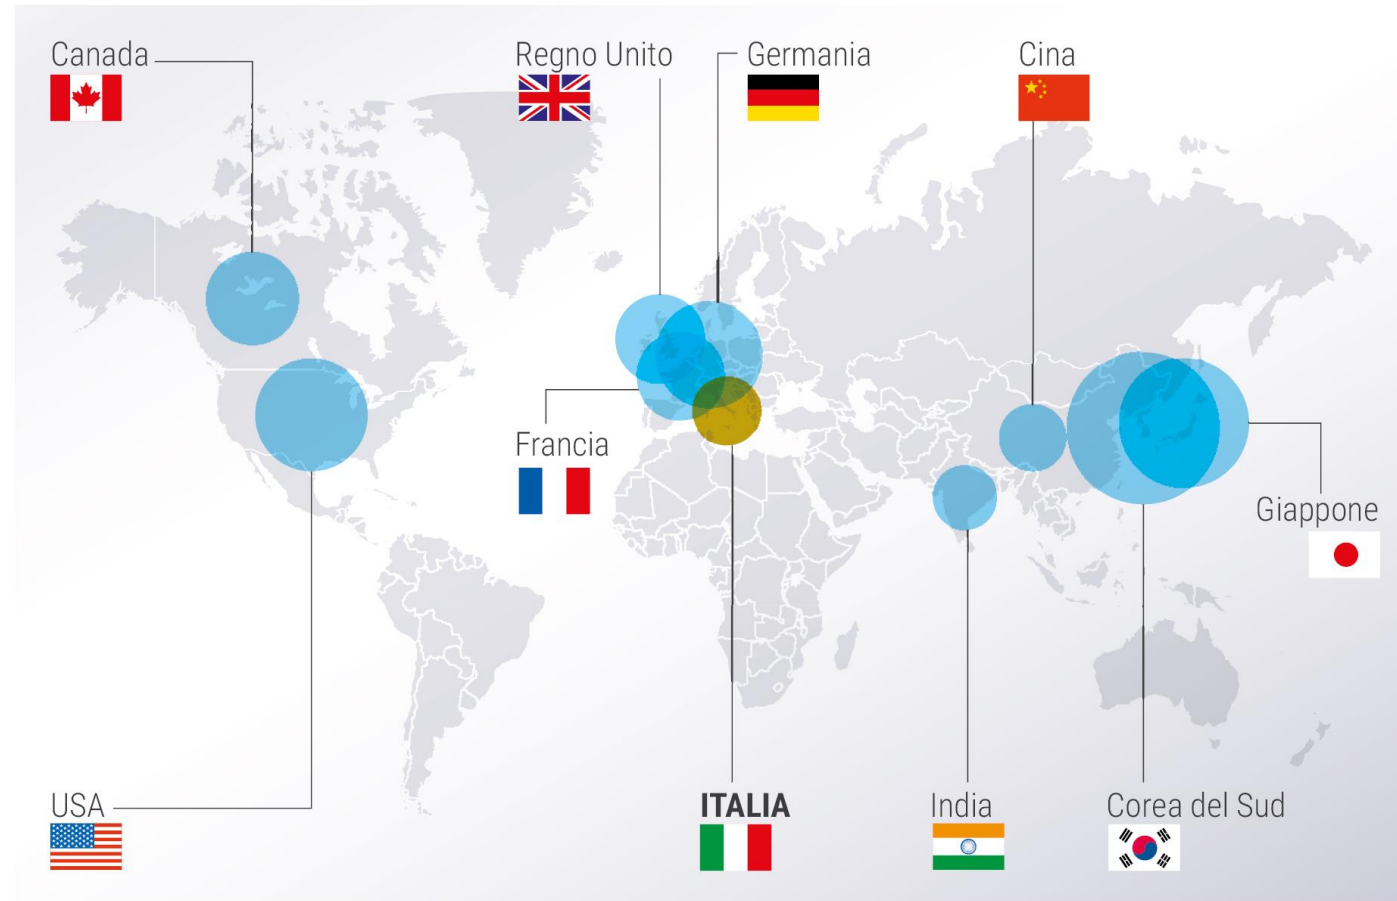 Canada
Regno Unito
Germania
Cina
Francia
Giappone
USA
ITALIA
India
Corea del Sud